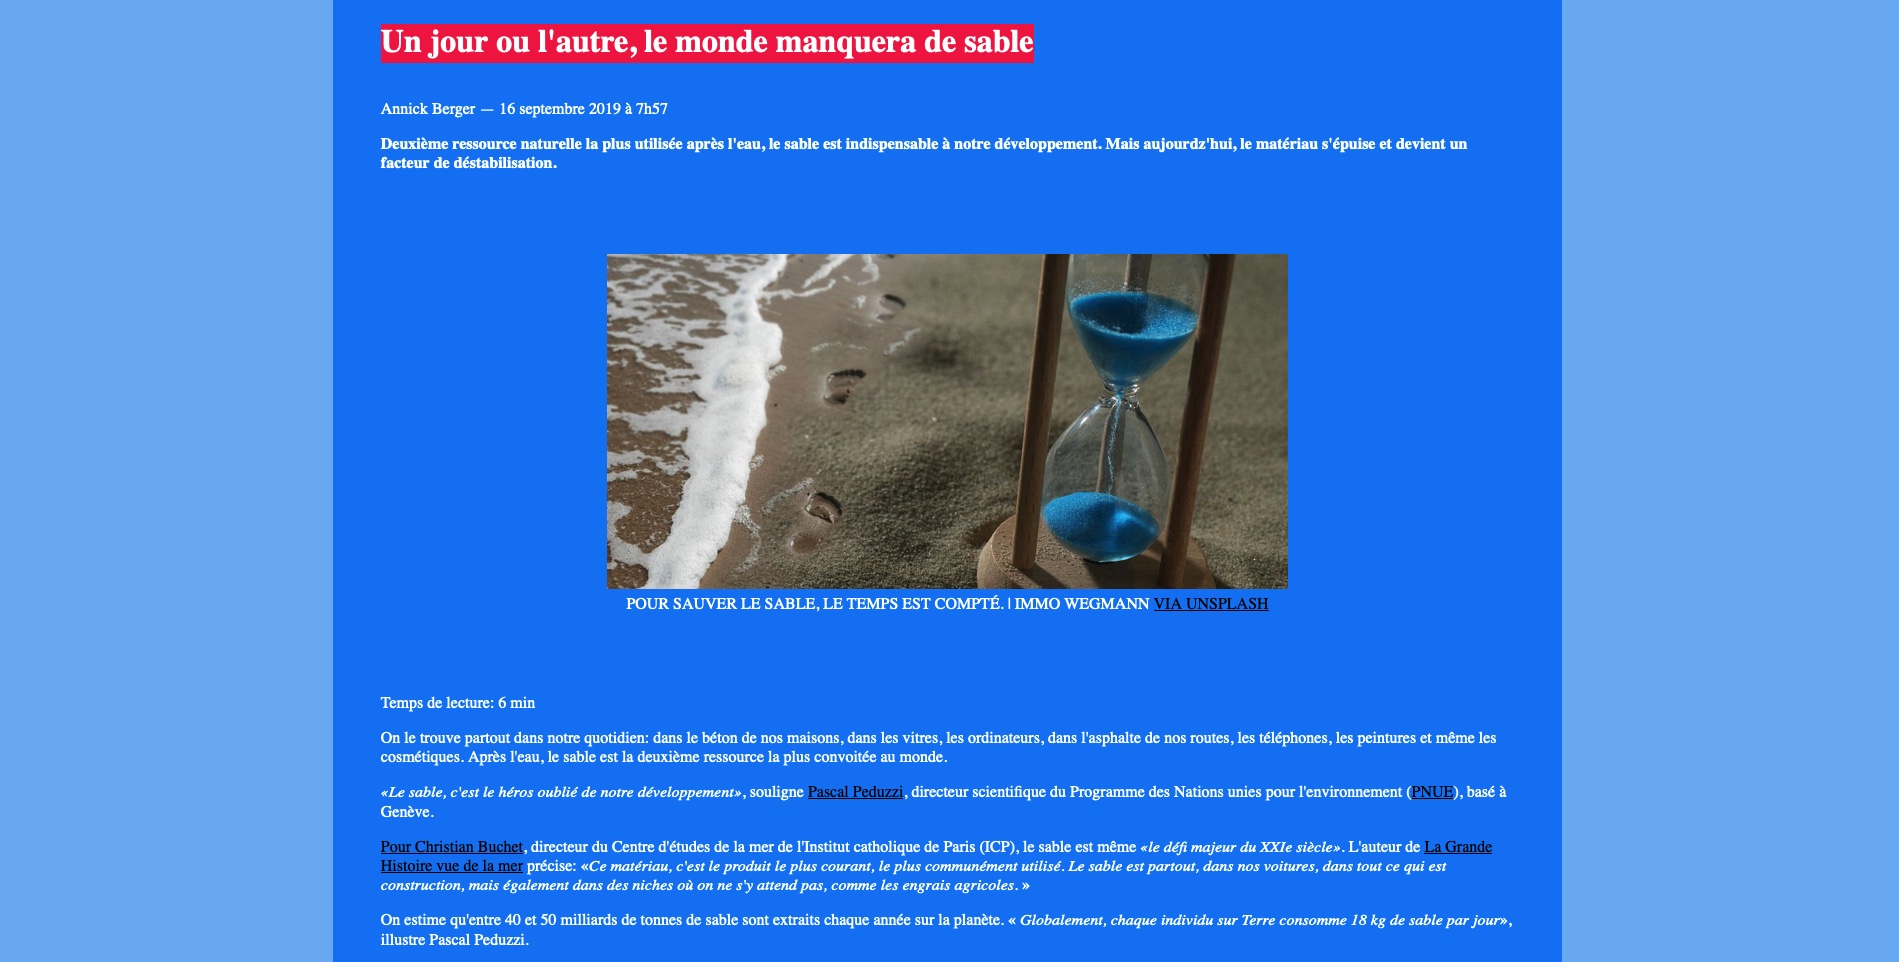 Un jour ou l'autre, le monde manquera de sable
Annick Berger — 16 septembre 2019 à 7h57
Deuxième ressource naturelle la plus utilisée après l'eau, le sable est indispensable à notre développement. Mais aujourdz'hui, le matériau s'épuise et devient un
facteur de déstabilisation.
POUR SAUVER LE SABLE, LE TEMPS EST COMPTÉ. | IMMO WEGMANN VIA UNSPLASH
Temps de lecture: 6 min
On le trouve partout dans notre quotidien: dans le béton de nos maisons, dans les vitres, les ordinateurs, dans l'asphalte de nos routes, les téléphones, les peintures et même les
cosmétiques. Après l'eau, le sable est la deuxième ressource la plus convoitée au monde.
«Le sable, c'est le héros oublié de notre développement», souligne Pascal Peduzzi, directeur scientifique du Programme des Nations unies pour l'environnement (PNUE), basé à
Genève.
Pour Christian Buchet, directeur du Centre d'études de la mer de l'Institut catholique de Paris (ICP), le sable est même «le défi majeur du XXIe siècle». L'auteur de La Grande
Histoire vue de la mer précise: «Ce matériau, c'est le produit le plus courant, le plus communément utilisé. Le sable est partout, dans nos voitures, dans tout ce qui est
construction, mais également dans des niches où on ne s'y attend pas, comme les engrais agricoles. »
On estime qu'entre 40 et 50 milliards de tonnes de sable sont extraits chaque année sur la planète. « Globalement, chaque individu sur Terre consomme 18 kg de sable par jour»,
illustre Pascal Peduzzi.